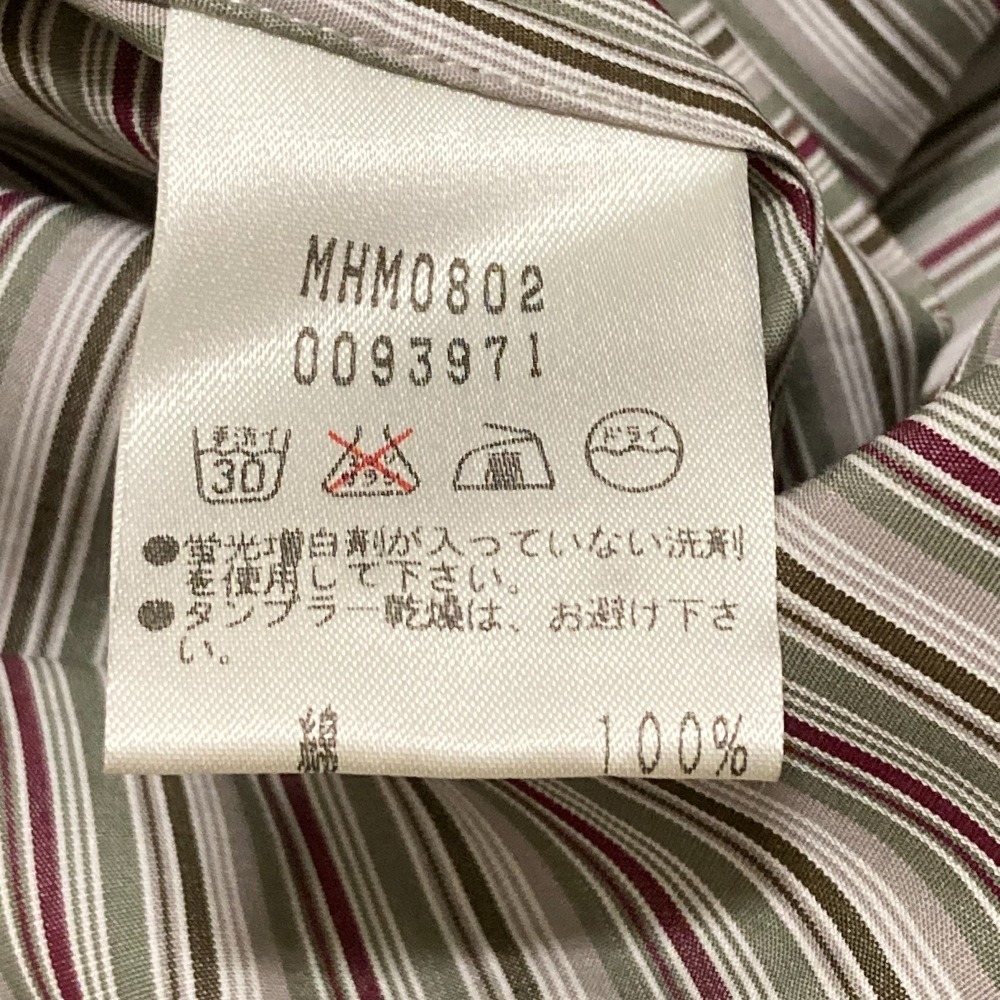 MHM0802
0093971
手洗イ ドライ
30
●蛍光増白剤が入っていない洗剤
を使用して下さい。
●タンブラー乾燥は、お避け下さ
い。
綿 100%